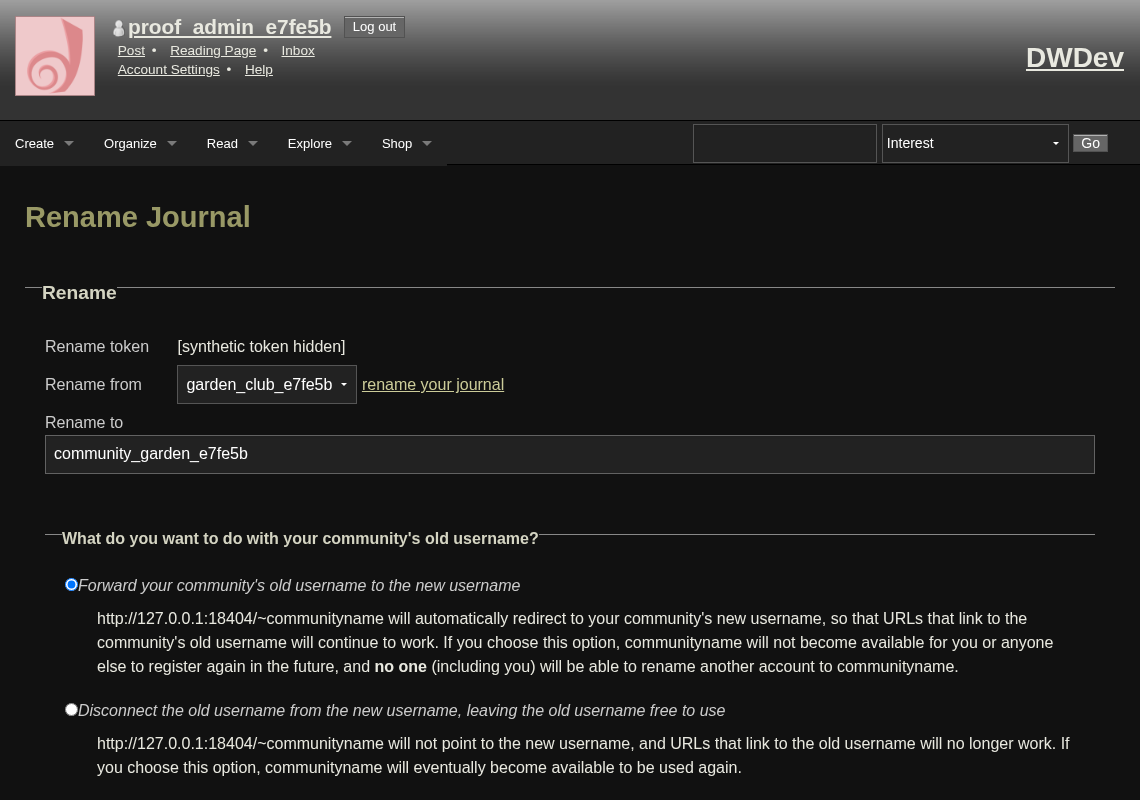 proof_admin_e7fe5b Log out
Post • Reading Page • Inbox
Account Settings • Help
DWDev
Create Organize Read Explore Shop Interest Go
Rename Journal
Rename
Rename token [synthetic token hidden]
Rename from garden_club_e7fe5b rename your journal
Rename to
community_garden_e7fe5b
What do you want to do with your community's old username?
Forward your community's old username to the new username
http://127.0.0.1:18404/~communityname will automatically redirect to your community's new username, so that URLs that link to the
community's old username will continue to work. If you choose this option, communityname will not become available for you or anyone
else to register again in the future, and no one (including you) will be able to rename another account to communityname.
Disconnect the old username from the new username, leaving the old username free to use
http://127.0.0.1:18404/~communityname will not point to the new username, and URLs that link to the old username will no longer work. If
you choose this option, communityname will eventually become available to be used again.